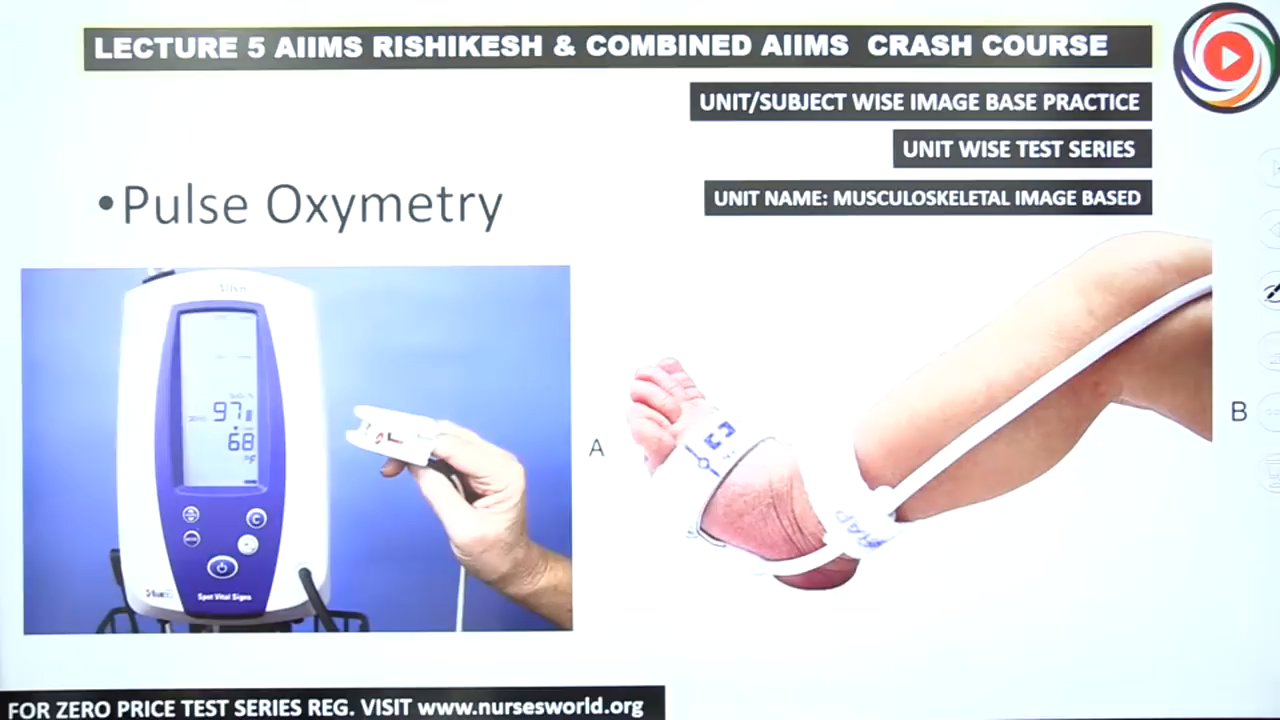 LECTURE 5 AIIMS RISHIKESH & COMBINED AIIMS CRASH COURSE
UNIT/SUBJECT WISE IMAGE BASE PRACTICE
UNIT WISE TEST SERIES
UNIT NAME: MUSCULOSKELETAL IMAGE BASED
•Pulse Oxymetry
97
68
°F
C
Spot Vital Signs
A
B
FOR ZERO PRICE TEST SERIES REG. VISIT www.nursesworld.org